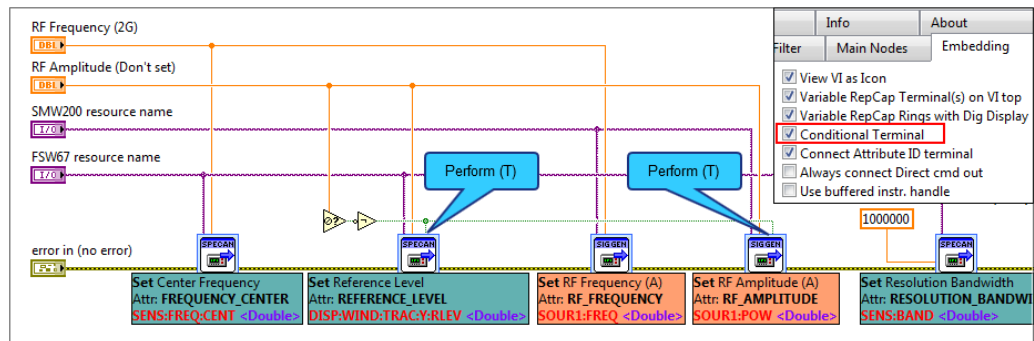 RF Frequency (2G)
DBL
RF Amplitude (Don't set)
DBL
SMW200 resource name
I/O
FSW67 resource name
I/O
error in (no error)
Perform (T)
Perform (T)
Info
About
Filter
Main Nodes
Embedding
View VI as Icon
Variable RepCap Terminal(s) on VI top
Variable RepCap Rings with Dig Display
Conditional Terminal
Connect Attribute ID terminal
Always connect Direct cmd out
Use buffered instr. handle
1000000
SPECAN
SPECAN
SIGGEN
SIGGEN
SPECAN
Set Center Frequency
Attr: FREQUENCY_CENTER
SENS:FREQ:CENT <Double>
Set Reference Level
Attr: REFERENCE_LEVEL
DISP:WIND:TRAC:Y:RLEV <Double>
Set RF Frequency (A)
Attr: RF_FREQUENCY
SOUR1:FREQ <Double>
Set RF Amplitude (A)
Attr: RF_AMPLITUDE
SOUR1:POW <Double>
Set Resolution Bandwidth
Attr: RESOLUTION_BANDWI
SENS:BAND <Double>